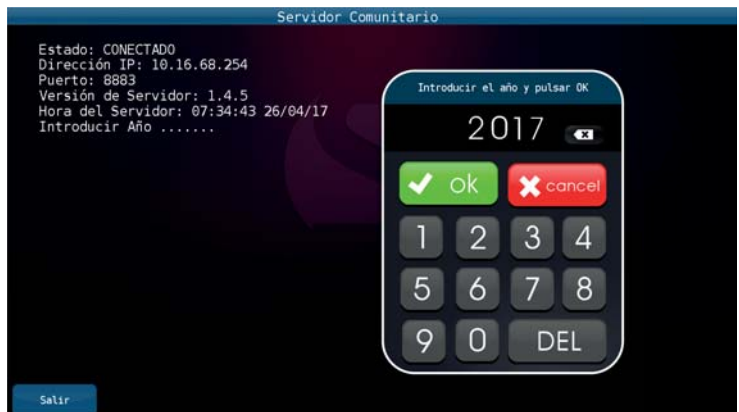 Servidor Comunitario
Estado: CONECTADO
Dirección IP: 10.16.68.254
Puerto: 8883
Versión de Servidor: 1.4.5
Hora del Servidor: 07:34:43 26/04/17
Introducir Año .......
Introducir el año y pulsar OK
2017
ok cancel
1 2 3 4
5 6 7 8
9 0 DEL
Salir